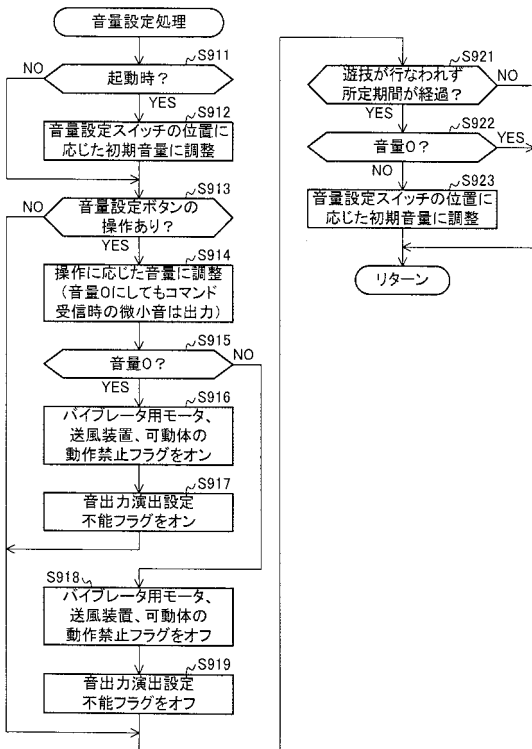 音量設定処理
S911
起動時？
NO
YES
S912
音量設定スイッチの位置に
応じた初期音量に調整
S913
音量設定ボタンの
操作あり？
NO
YES
S914
操作に応じた音量に調整
（音量0にしてもコマンド
受信時の微小音は出力）
S915
音量0？
NO
YES
S916
バイブレータ用モータ、
送風装置、可動体の
動作禁止フラグをオン
S917
音出力演出設定
不能フラグをオン
S918
バイブレータ用モータ、
送風装置、可動体の
動作禁止フラグをオフ
S919
音出力演出設定
不能フラグをオフ
S921
遊技が行なわれず
所定期間が経過？
NO
YES
S922
音量0？
YES
NO
S923
音量設定スイッチの位置に
応じた初期音量に調整
リターン